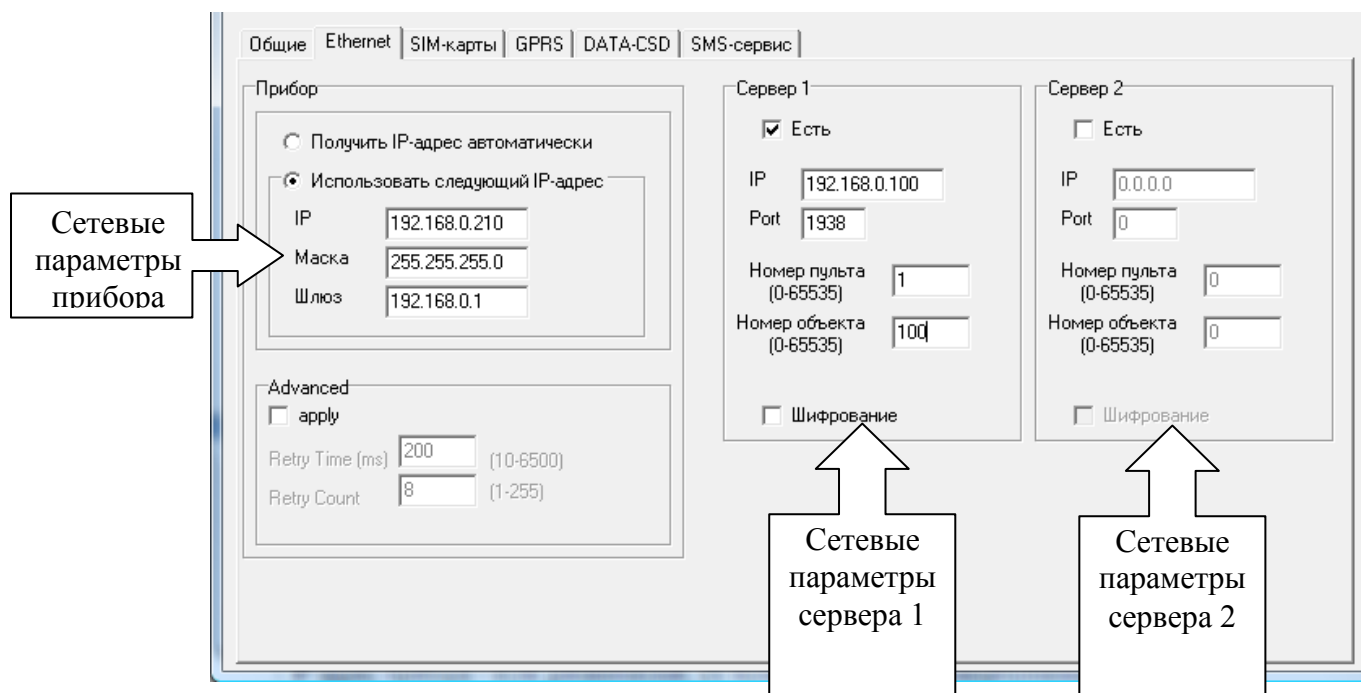 Общие Ethernet SIM-карты GPRS DATA-CSD SMS-сервис
Прибор
Получить IP-адрес автоматически
Использовать следующий IP-адрес
IP 192.168.0.210
Маска 255.255.255.0
Шлюз 192.168.0.1
Advanced
apply
Retry Time (ms) 200 (10-6500)
Retry Count 8 (1-255)
Сервер 1
Есть
IP 192.168.0.100
Port 1938
Номер пульта 1
(0-65535)
Номер объекта 100
(0-65535)
Шифрование
Сервер 2
Есть
IP 0.0.0.0
Port 0
Номер пульта 0
(0-65535)
Номер объекта 0
(0-65535)
Шифрование
Сетевые
параметры
прибора
Сетевые
параметры
сервера 1
Сетевые
параметры
сервера 2